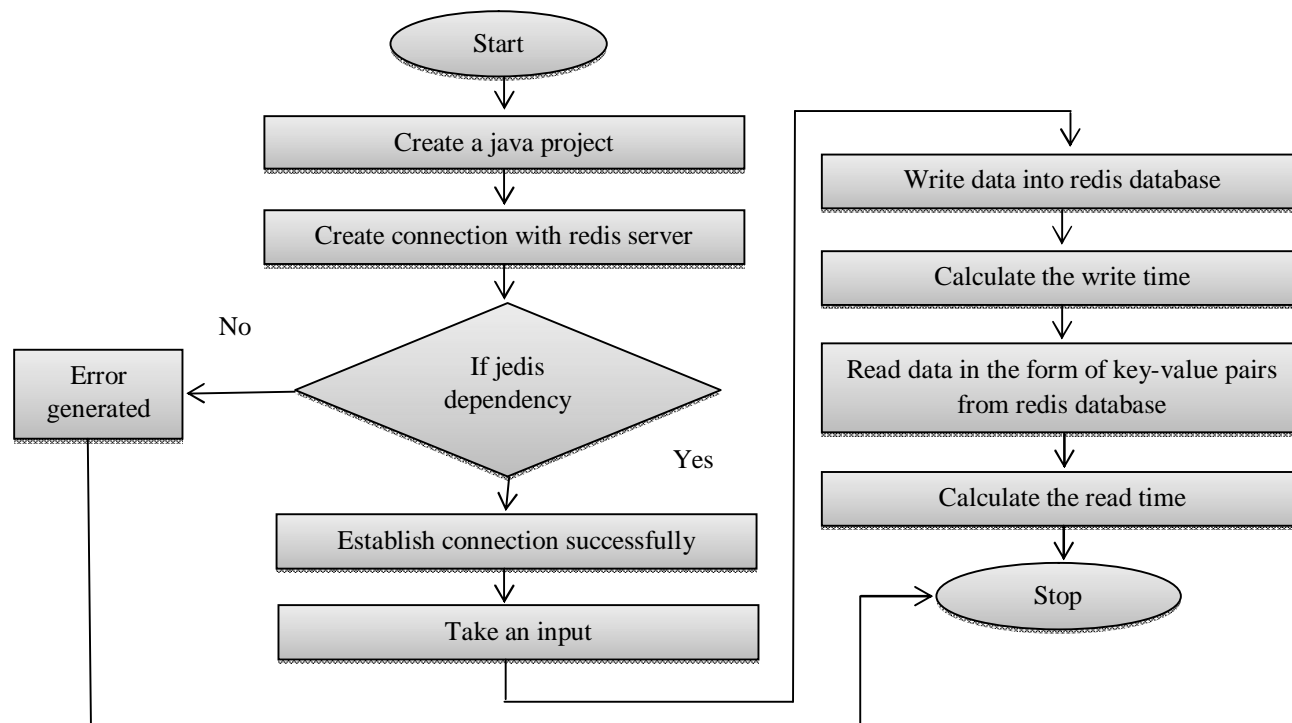 Start
Create a java project
Create connection with redis server
If jedis
dependency
No
Error
generated
Yes
Establish connection successfully
Take an input
Write data into redis database
Calculate the write time
Read data in the form of key-value pairs
from redis database
Calculate the read time
Stop